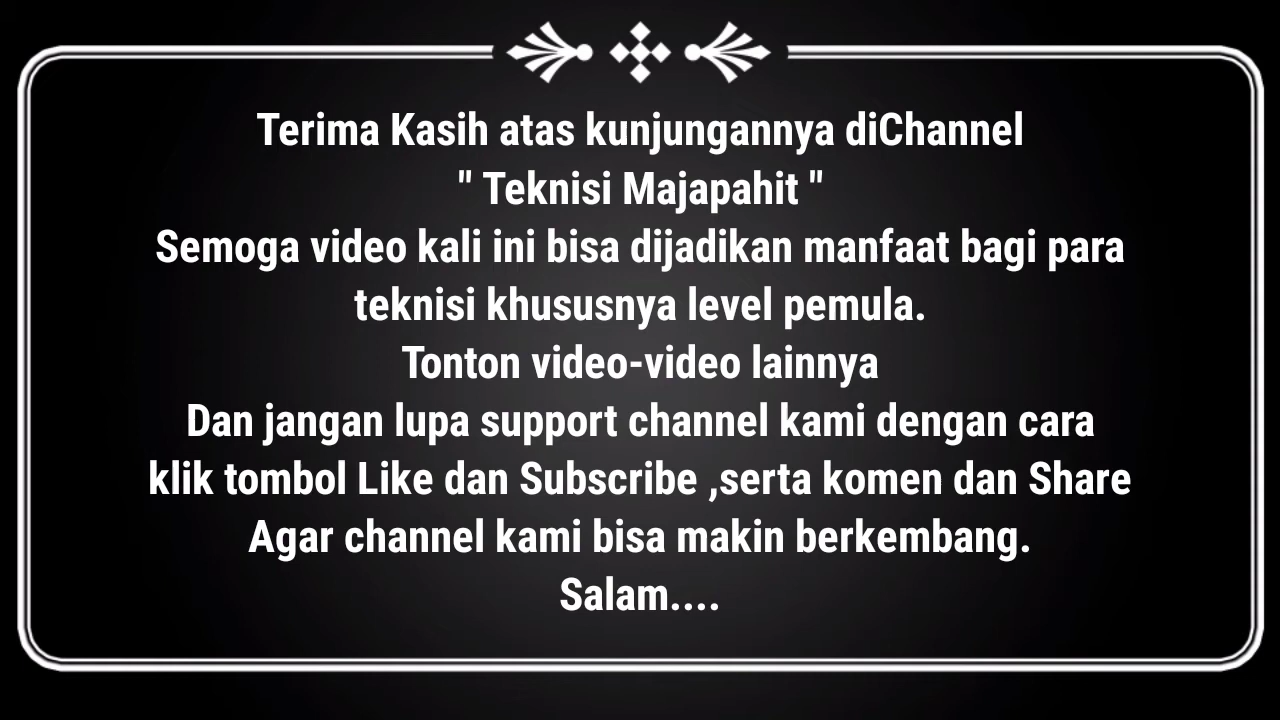 Terima Kasih atas kunjungannya diChannel
" Teknisi Majapahit "
Semoga video kali ini bisa dijadikan manfaat bagi para
teknisi khususnya level pemula.
Tonton video-video lainnya
Dan jangan lupa support channel kami dengan cara
klik tombol Like dan Subscribe ,serta komen dan Share
Agar channel kami bisa makin berkembang.
Salam....